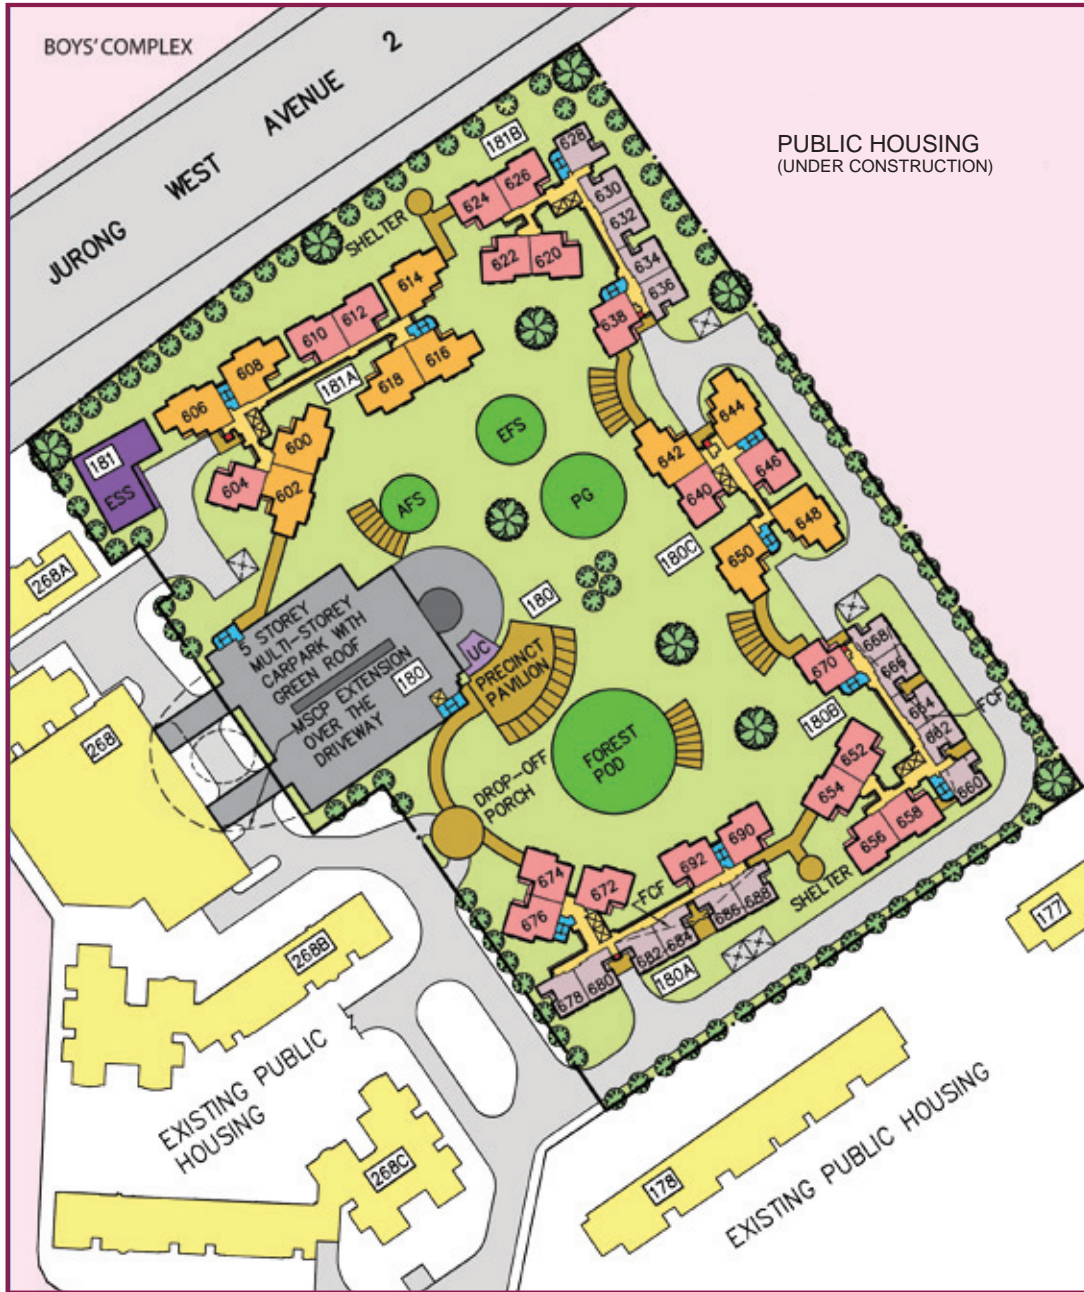 BOYS' COMPLEX
JURONG WEST AVENUE 2
PUBLIC HOUSING
(UNDER CONSTRUCTION)
181B
628
626
624
630
632
622
620
634
636
638
SHELTER
614
612
610
616
618
608
181A
606
600
602
604
181
ESS
644
642
646
640
648
650
180C
EFS
PG
AFS
268A
180
5 STOREY
MULTI-STOREY
CARPARK WITH
GREEN ROOF
MSCP EXTENSION
OVER THE
DRIVEWAY
180
UC
PRECINCT
PAVILION
668
666
664
662
660
670
FCF
180B
652
654
658
656
268
FOREST
POD
DROP-OFF
PORCH
690
692
674
672
676
FCF
688
686
684
682
680
678
180A
SHELTER
177
268B
EXISTING PUBLIC
HOUSING
268C
178
EXISTING PUBLIC HOUSING